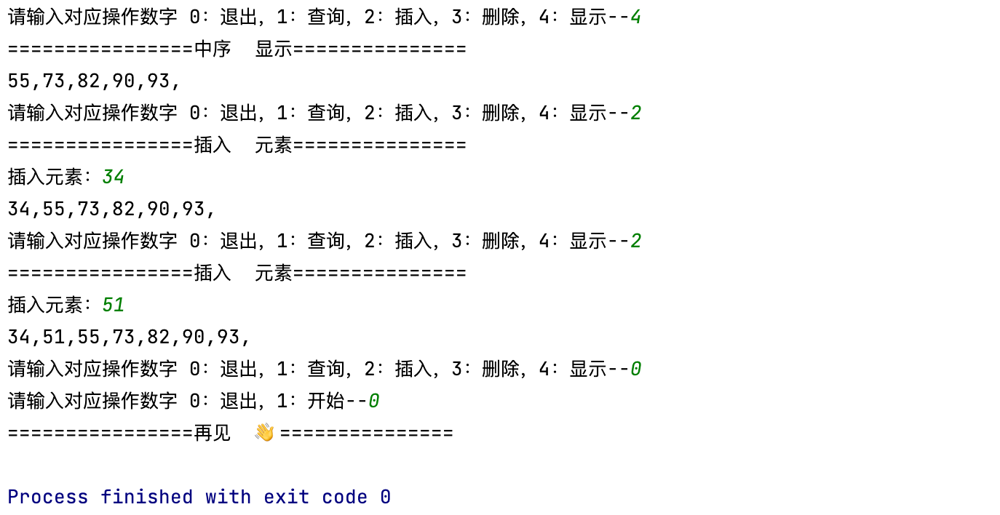 请输入对应操作数字 0：退出，1：查询，2：插入，3：删除，4：显示--4
================中序  显示===============
55,73,82,90,93,
请输入对应操作数字 0：退出，1：查询，2：插入，3：删除，4：显示--2
================插入  元素===============
插入元素：34
34,55,73,82,90,93,
请输入对应操作数字 0：退出，1：查询，2：插入，3：删除，4：显示--2
================插入  元素===============
插入元素：51
34,51,55,73,82,90,93,
请输入对应操作数字 0：退出，1：查询，2：插入，3：删除，4：显示--0
请输入对应操作数字 0：退出，1：开始--0
================再见  👋===============
Process finished with exit code 0